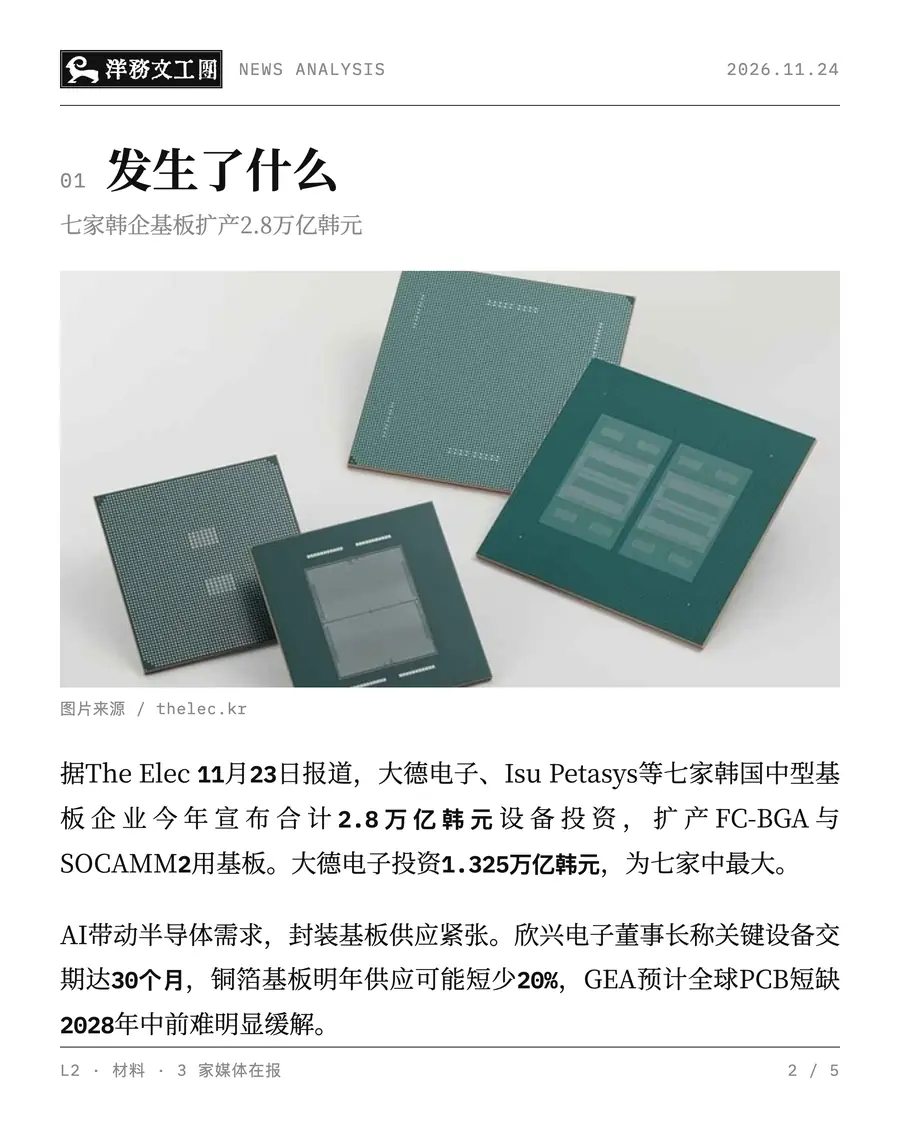 洋務文工團 NEWS ANALYSIS 2026.11.24
01 发生了什么
七家韩企基板扩产2.8万亿韩元
图片来源 / thelec.kr
据The Elec 11月23日报道，大德电子、Isu Petasys等七家韩国中型基
板企业今年宣布合计2.8万亿韩元设备投资，扩产FC-BGA与
SOCAMM2用基板。大德电子投资1.325万亿韩元，为七家中最大。
AI带动半导体需求，封装基板供应紧张。欣兴电子董事长称关键设备交
期达30个月，铜箔基板明年供应可能短少20%，GEA预计全球PCB短缺
2028年中前难明显缓解。
L2 · 材料 · 3 家媒体在报 2 / 5